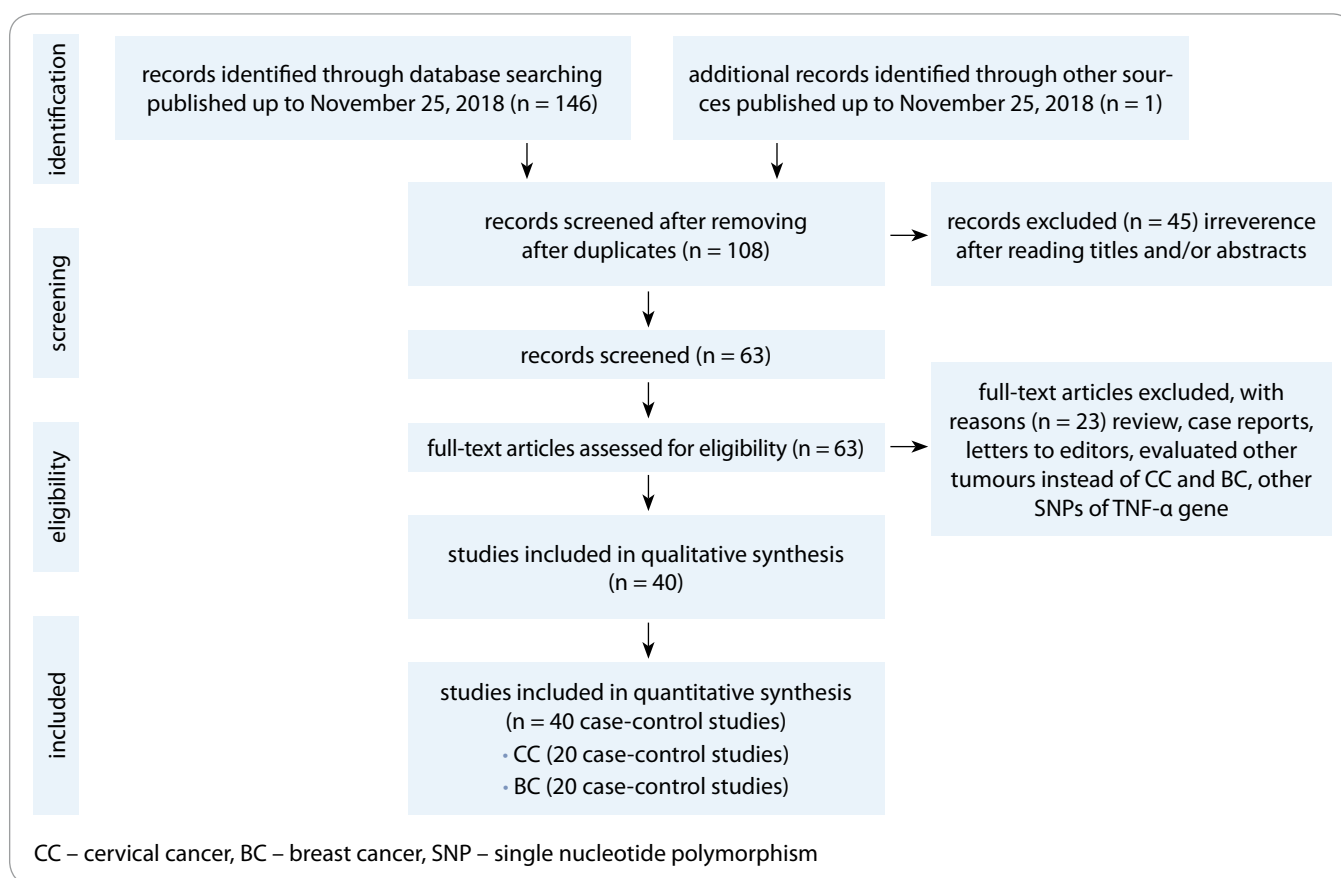 identification
records identified through database searching
published up to November 25, 2018 (n = 146)
additional records identified through other sour-
ces published up to November 25, 2018 (n = 1)
screening
records screened after removing
after duplicates (n = 108)
records excluded (n = 45) irreverence
after reading titles and/or abstracts
records screened (n = 63)
eligibility
full-text articles assessed for eligibility (n = 63)
full-text articles excluded, with
reasons (n = 23) review, case reports,
letters to editors, evaluated other
tumours instead of CC and BC, other
SNPs of TNF-α gene
studies included in qualitative synthesis
(n = 40)
included
studies included in quantitative synthesis
(n = 40 case-control studies)
• CC (20 case-control studies)
• BC (20 case-control studies)
CC – cervical cancer, BC – breast cancer, SNP – single nucleotide polymorphism